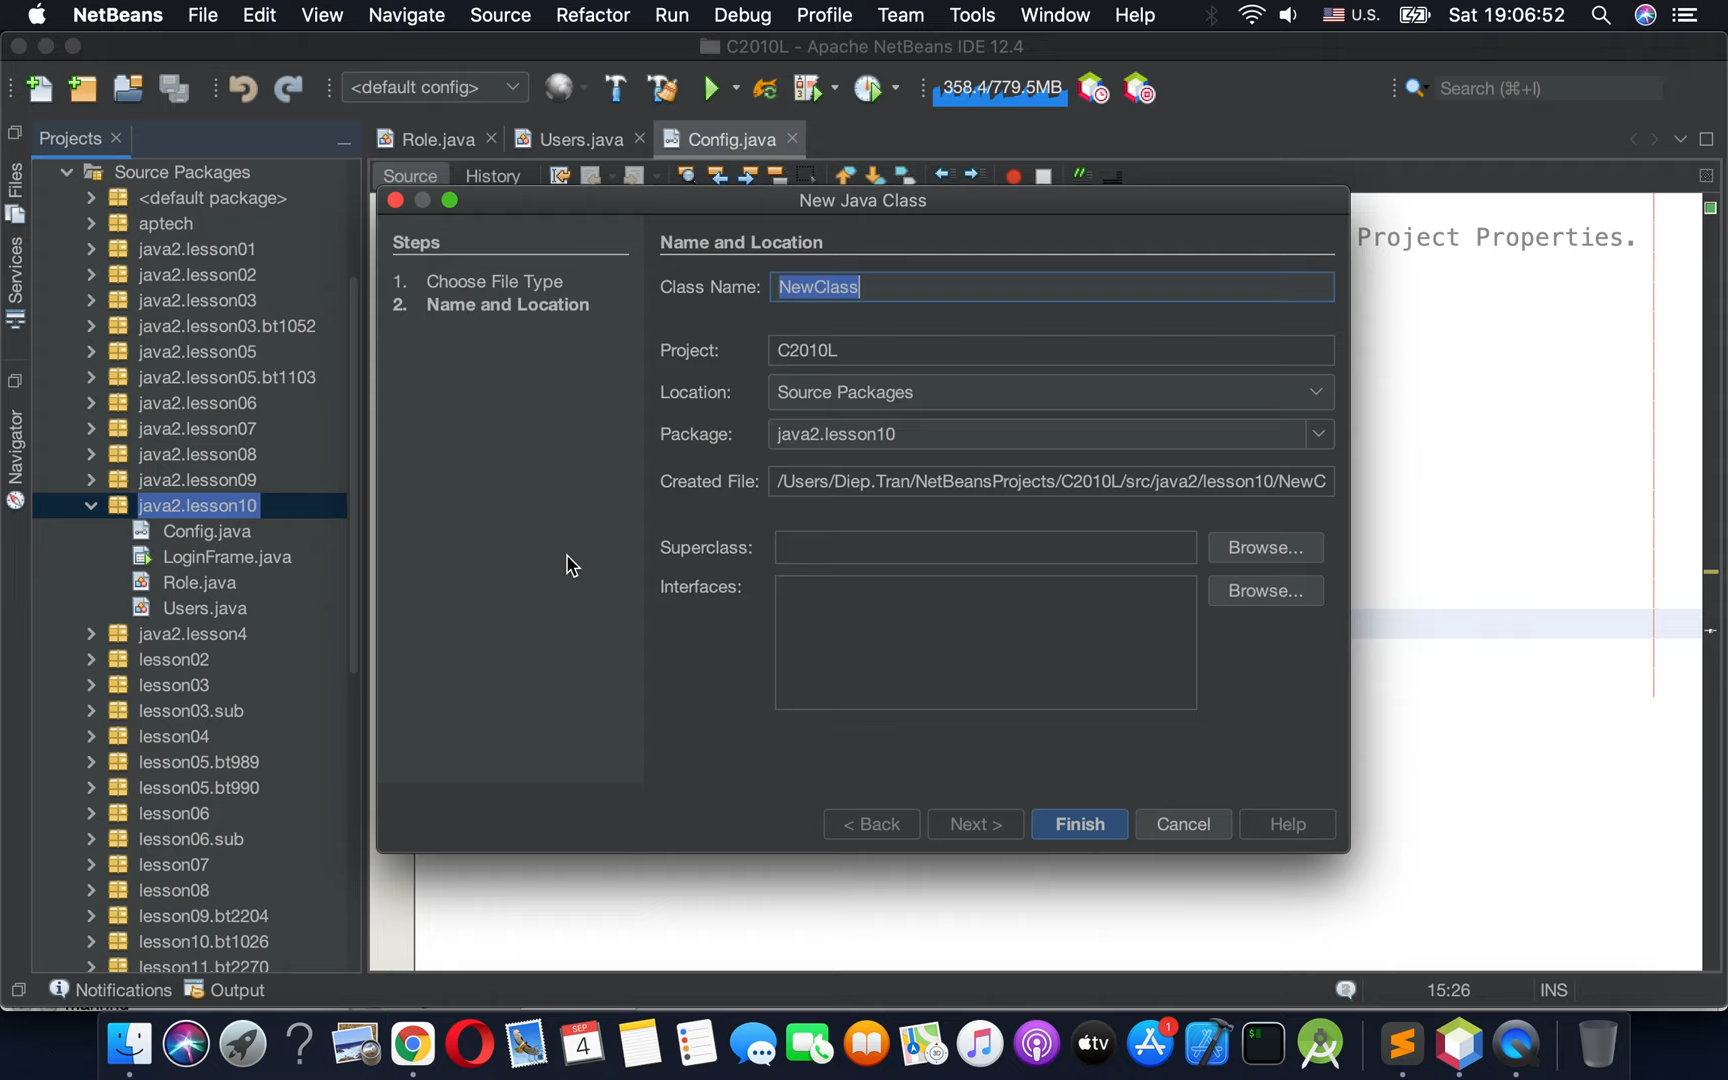 NetBeans File Edit View Navigate Source Refactor Run Debug Profile Team Tools Window Help U.S. Sat 19:06:52
C2010L - Apache NetBeans IDE 12.4
<default config> 358.4/779.5MB Search (⌘+I)
Projects Role.java Users.java Config.java
Source History
Files
Services
Navigator
Source Packages
<default package>
aptech
java2.lesson01
java2.lesson02
java2.lesson03
java2.lesson03.bt1052
java2.lesson05
java2.lesson05.bt1103
java2.lesson06
java2.lesson07
java2.lesson08
java2.lesson09
java2.lesson10
Config.java
LoginFrame.java
Role.java
Users.java
java2.lesson4
lesson02
lesson03
lesson03.sub
lesson04
lesson05.bt989
lesson05.bt990
lesson06
lesson06.sub
lesson07
lesson08
lesson09.bt2204
lesson10.bt1026
lesson11.bt2270
Project Properties.
New Java Class
Steps
1. Choose File Type
2. Name and Location
Name and Location
Class Name: NewClass
Project: C2010L
Location: Source Packages
Package: java2.lesson10
Created File: /Users/Diep.Tran/NetBeansProjects/C2010L/src/java2/lesson10/NewC
Superclass: Browse...
Interfaces: Browse...
< Back Next > Finish Cancel Help
Notifications Output 15:26 INS
SEP
4
tv
1